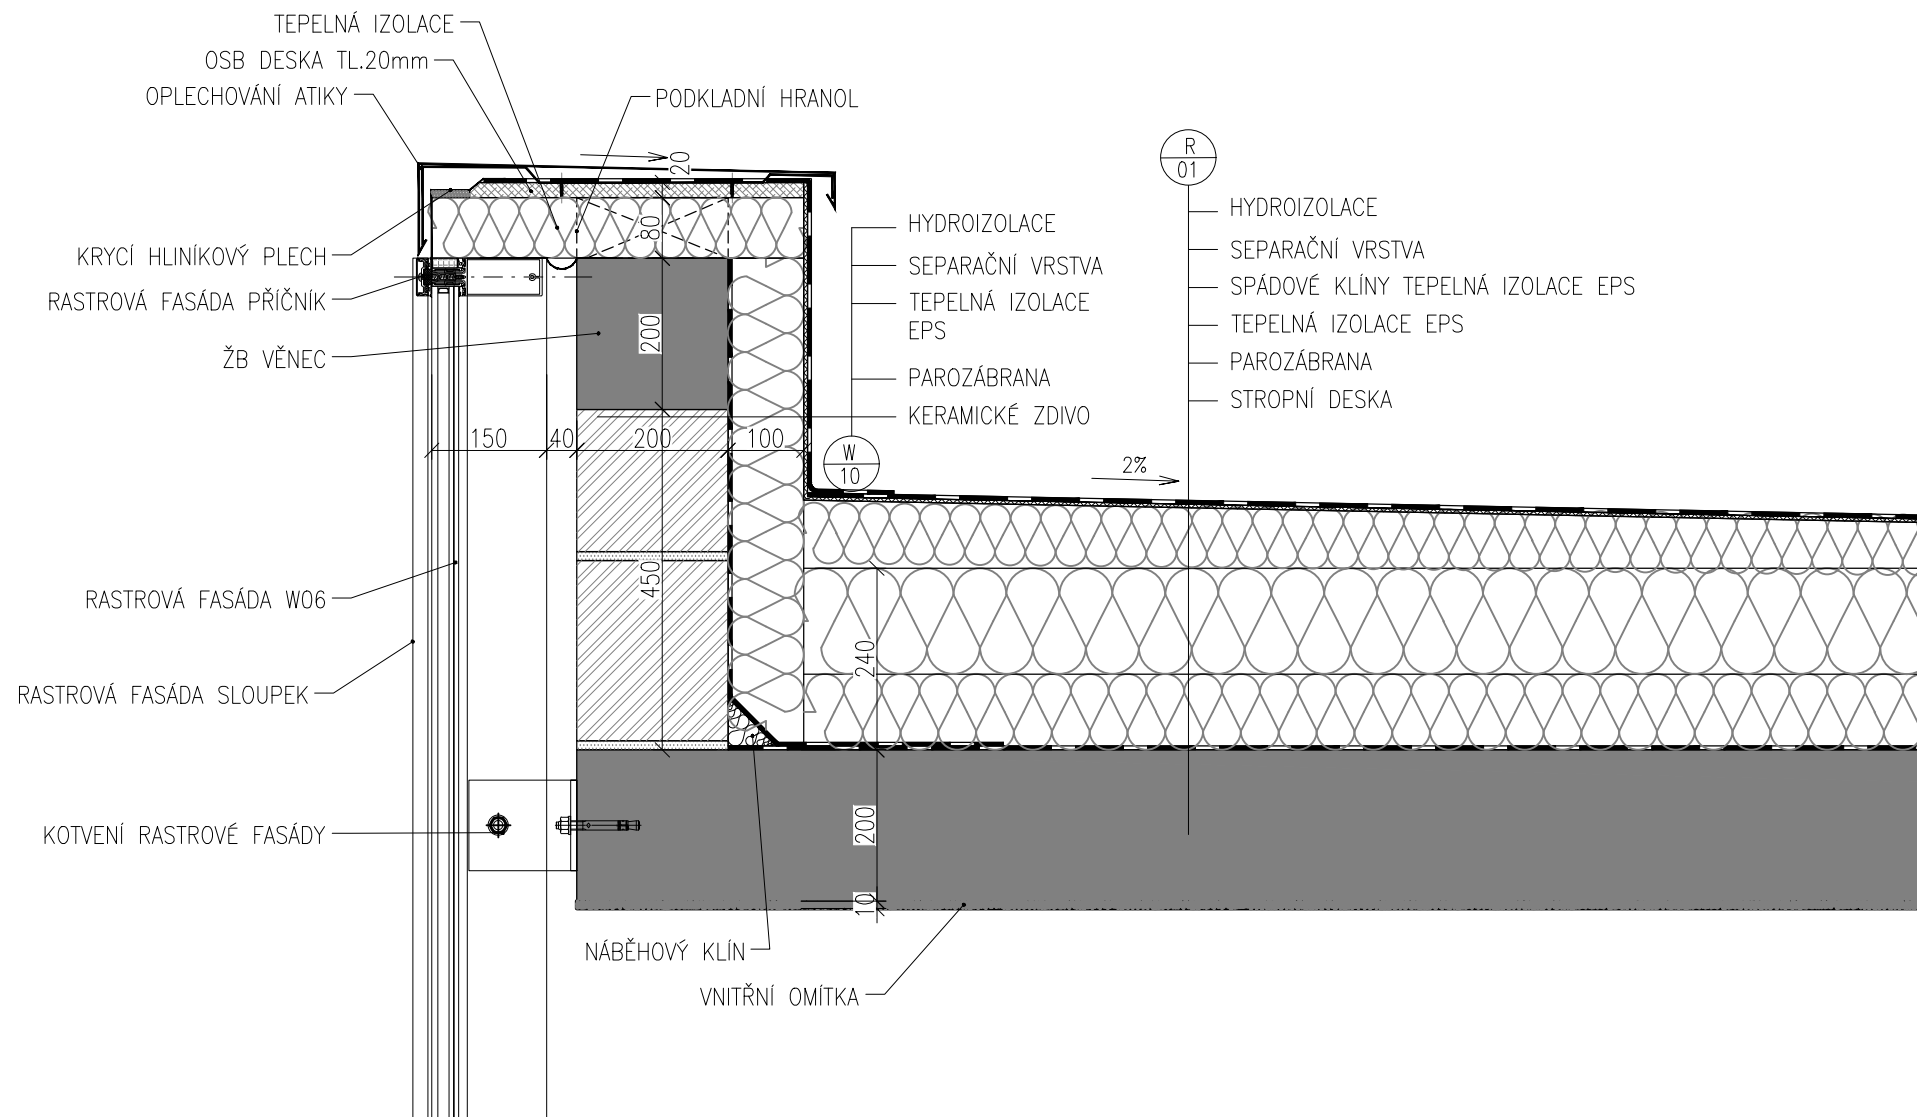 TEPELNÁ IZOLACE
OSB DESKA TL.20mm
OPLECHOVÁNÍ ATIKY
PODKLADNÍ HRANOL
20
R
01
80
HYDROIZOLACE
SEPARAČNÍ VRSTVA
SPÁDOVÉ KLÍNY TEPELNÁ IZOLACE EPS
TEPELNÁ IZOLACE EPS
PAROZÁBRANA
STROPNÍ DESKA
HYDROIZOLACE
SEPARAČNÍ VRSTVA
TEPELNÁ IZOLACE
EPS
PAROZÁBRANA
KERAMICKÉ ZDIVO
W
10
KRYCÍ HLINÍKOVÝ PLECH
RASTROVÁ FASÁDA PŘÍČNÍK
ŽB VĚNEC
200
150
40
200
100
2%
450
RASTROVÁ FASÁDA W06
240
RASTROVÁ FASÁDA SLOUPEK
KOTVENÍ RASTROVÉ FASÁDY
200
10
NÁBĚHOVÝ KLÍN
VNITŘNÍ OMÍTKA